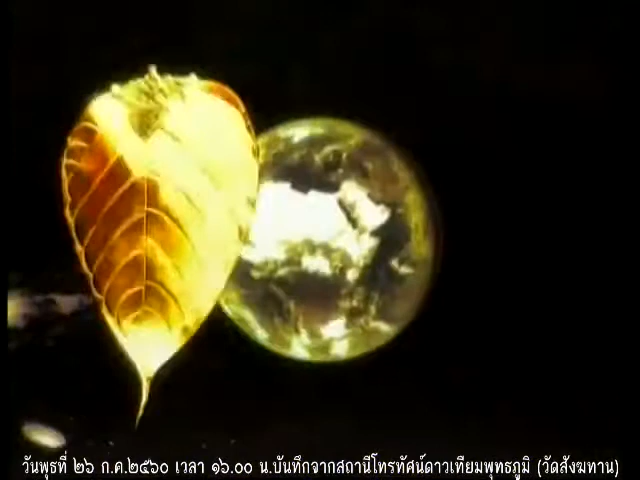 วันพุธที่ ๒๖ ก.ค.๒๕๖๐ เวลา ๑๖.๐๐ น.บันทึกจากสถานีโทรทัศน์ดาวเทียมพุทธภูมิ (วัดสังฆทาน)